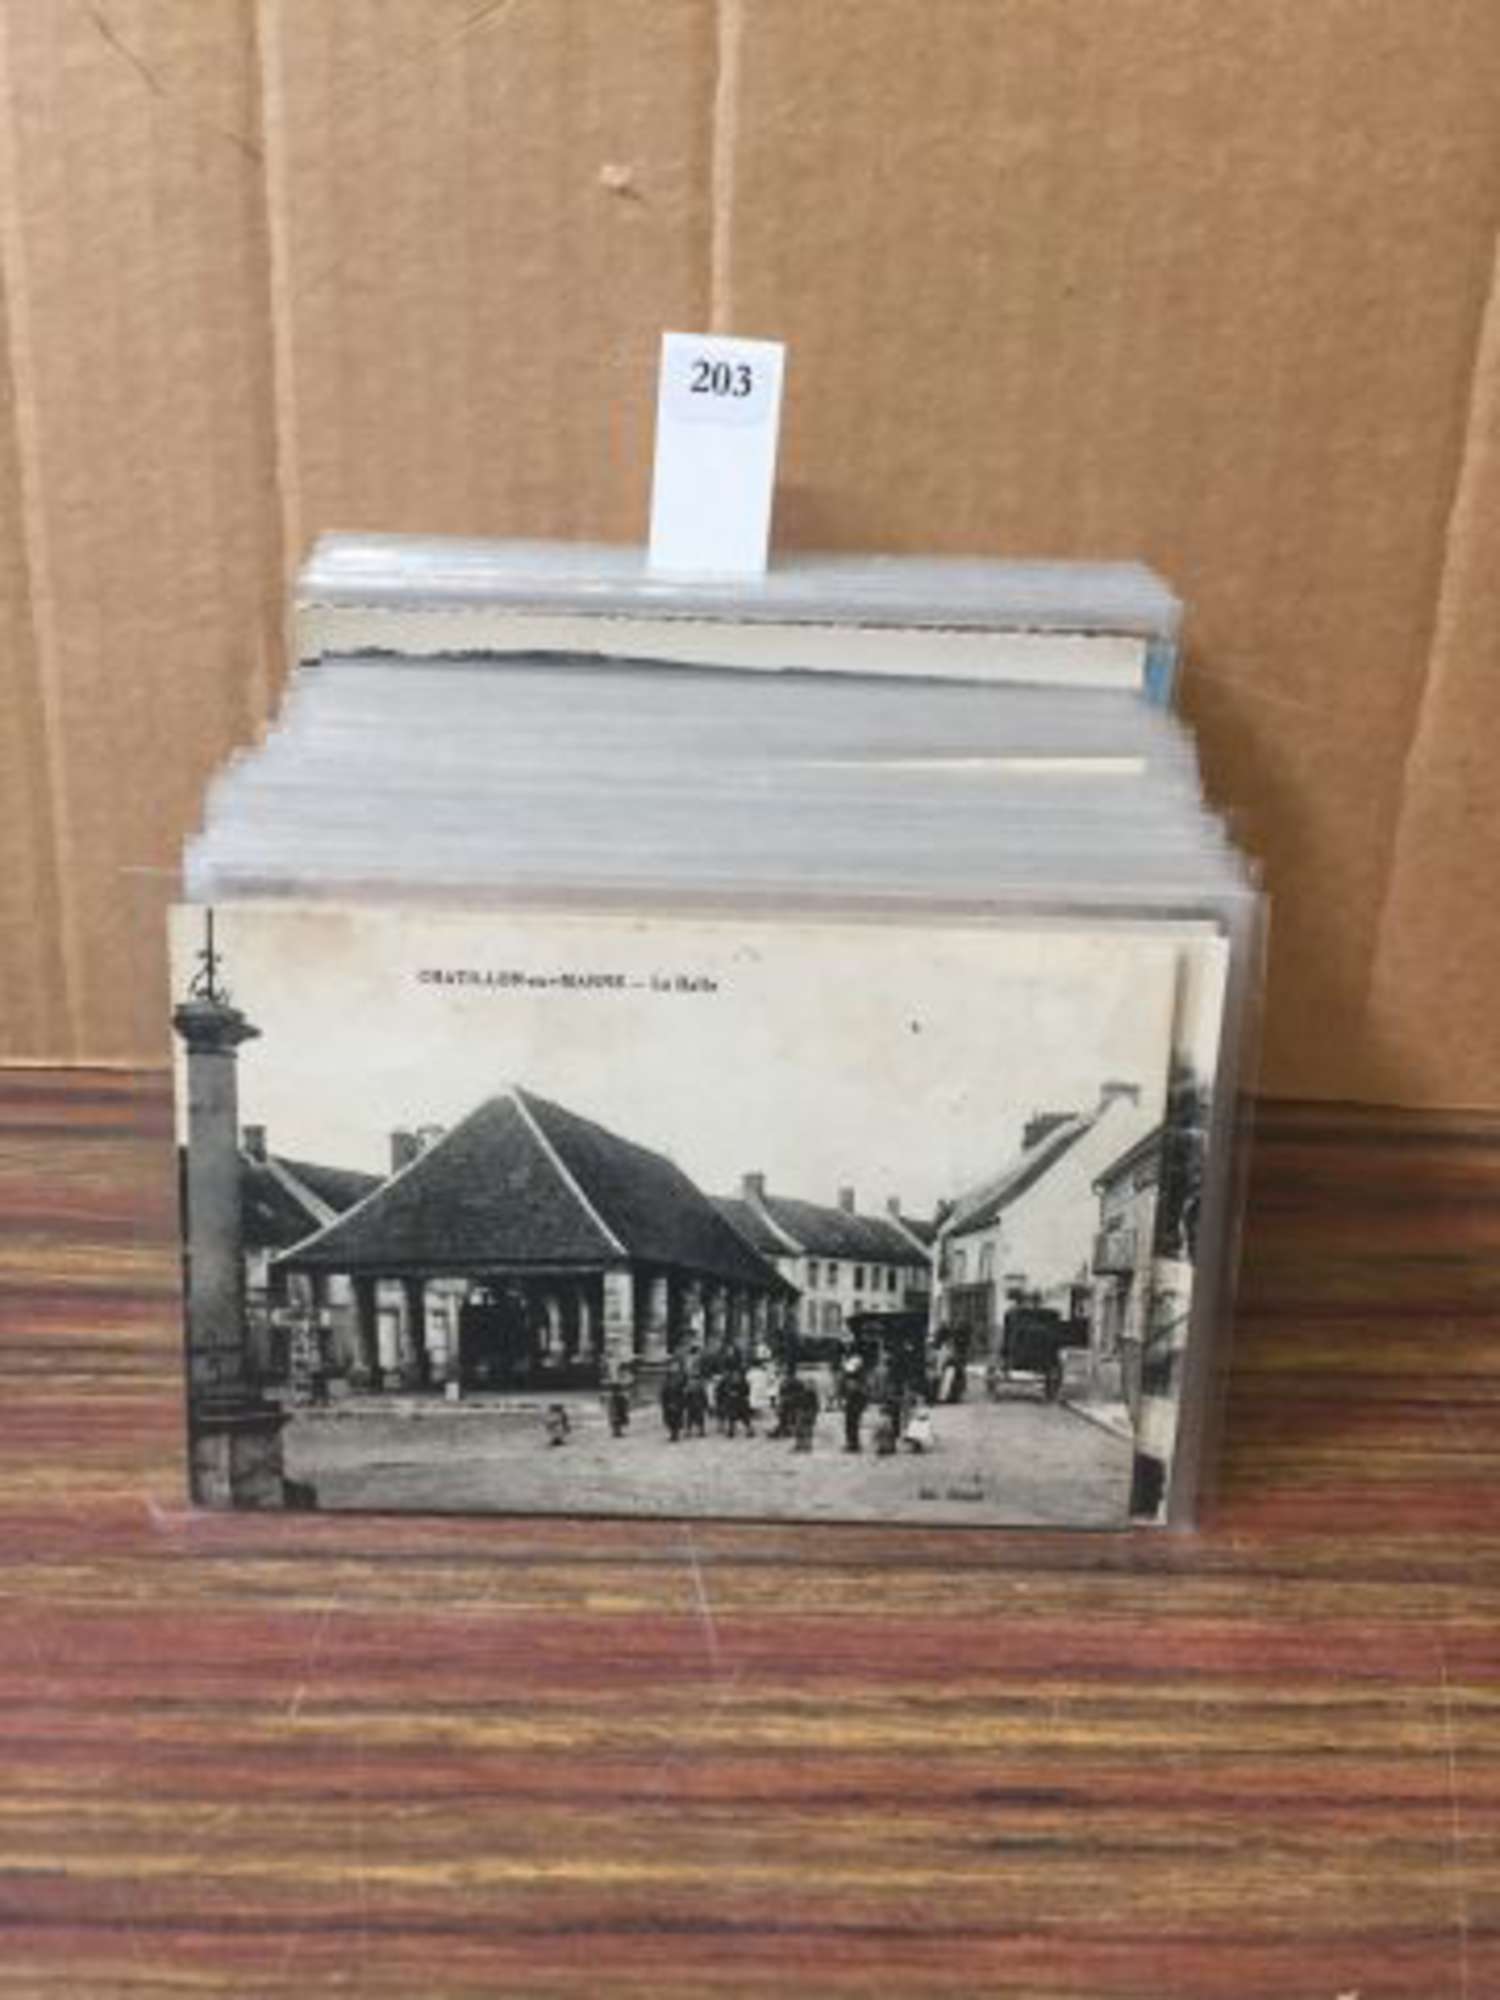 203
CHATILLON-sur-MARNE — La Halle